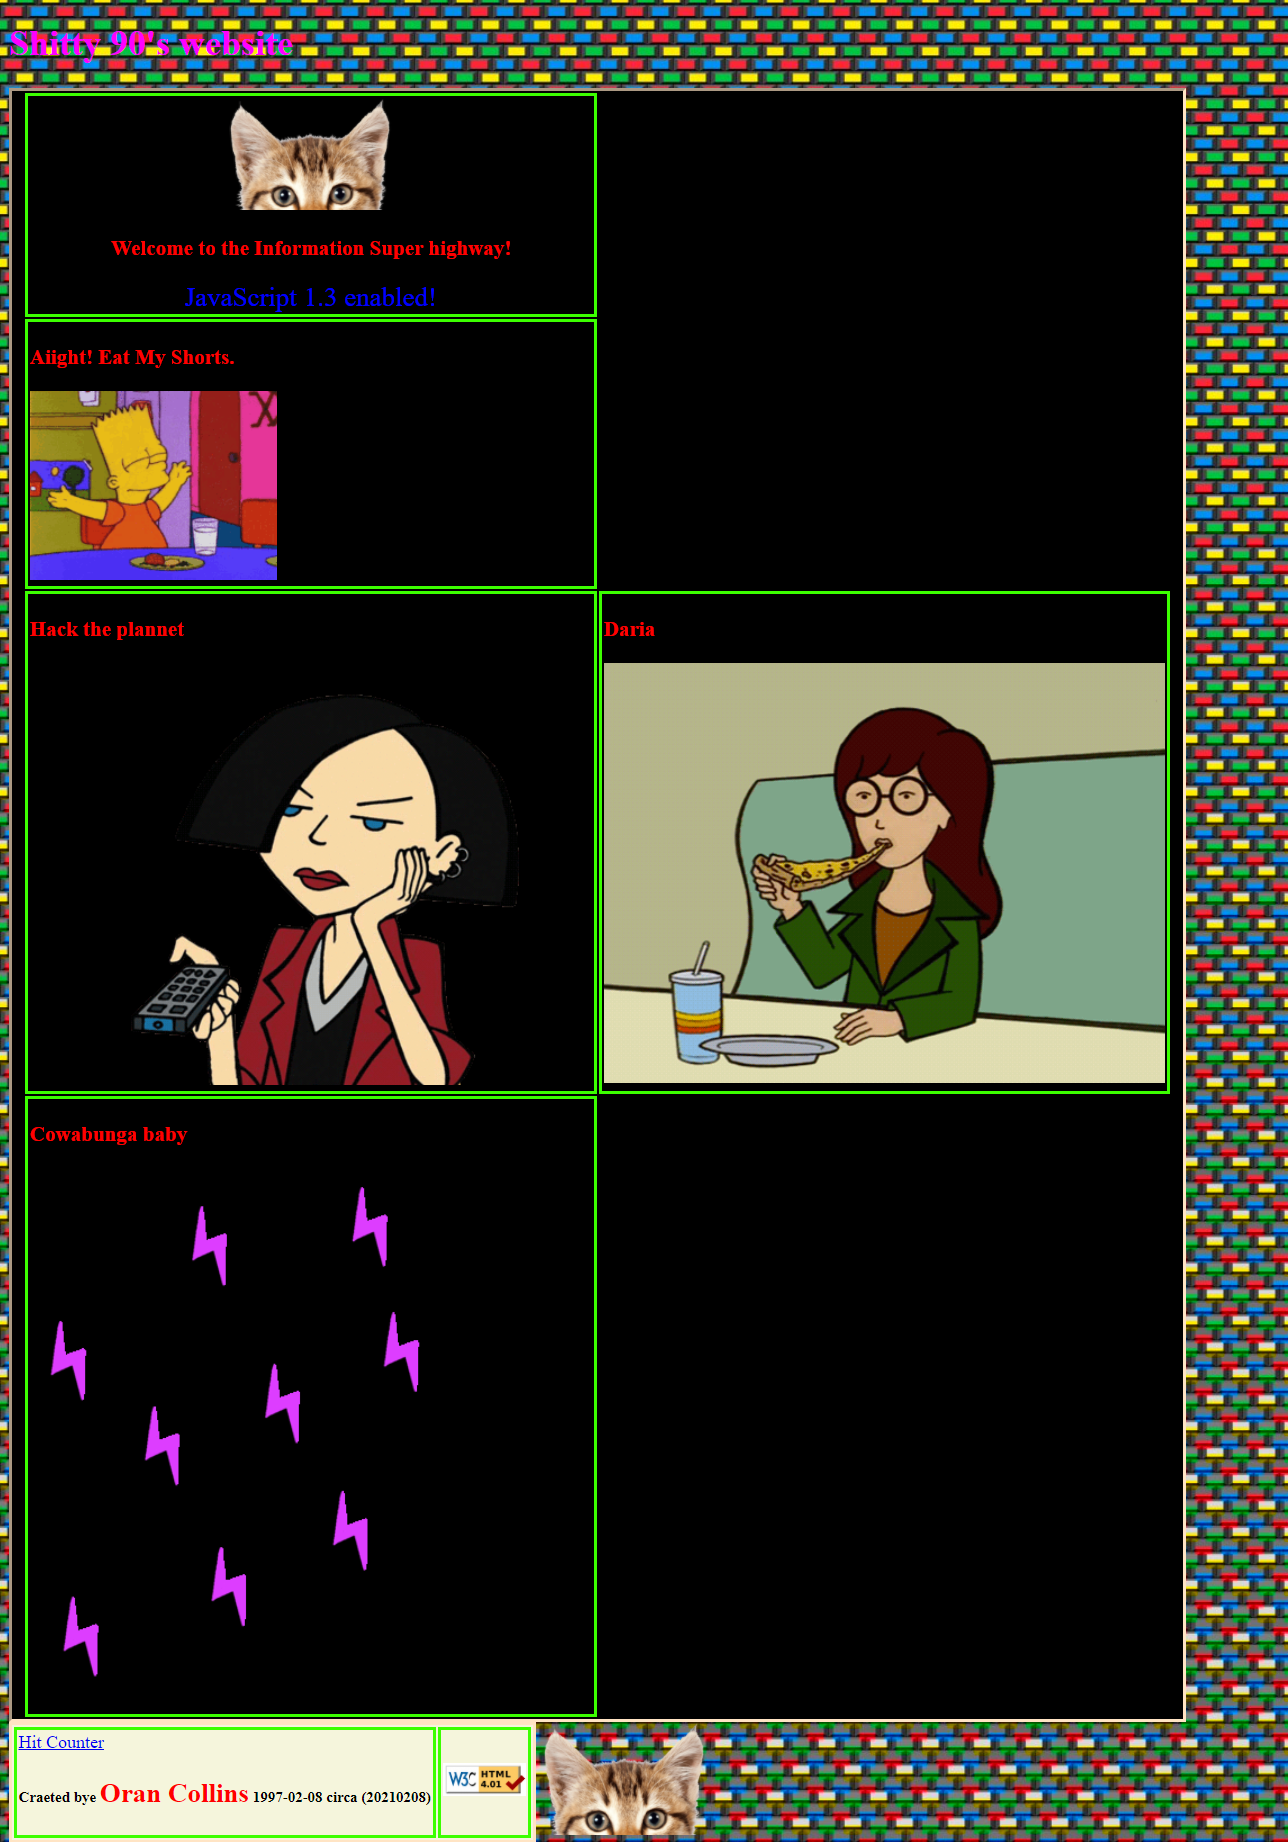 Shitty 90's website
Welcome to the Information Super highway!
JavaScript 1.3 enabled!
Aiight! Eat My Shorts.
Hack the plannet
Daria
Cowabunga baby
Hit Counter
Craeted bye Oran Collins 1997-02-08 circa (20210208)
W3C HTML
4.01